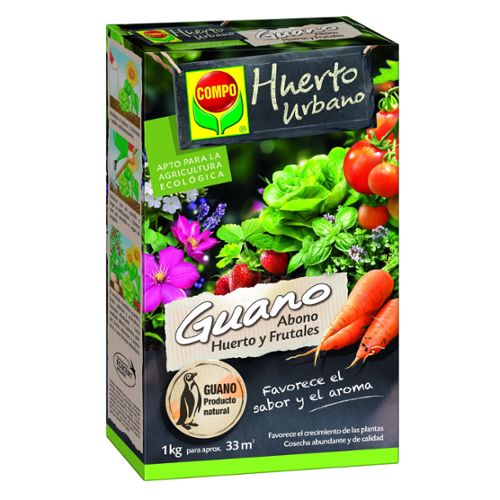 COMPO
®
Huerto
Urbano
APTO PARA LA
AGRICULTURA
ECOLÓGICA
Guano
Abono
Huerto y Frutales
GUANO
Producto
natural
Favorece el
sabor y el aroma
1kg para aprox. 33 m²
Favorece el crecimiento de las plantas
Cosecha abundante y de calidad